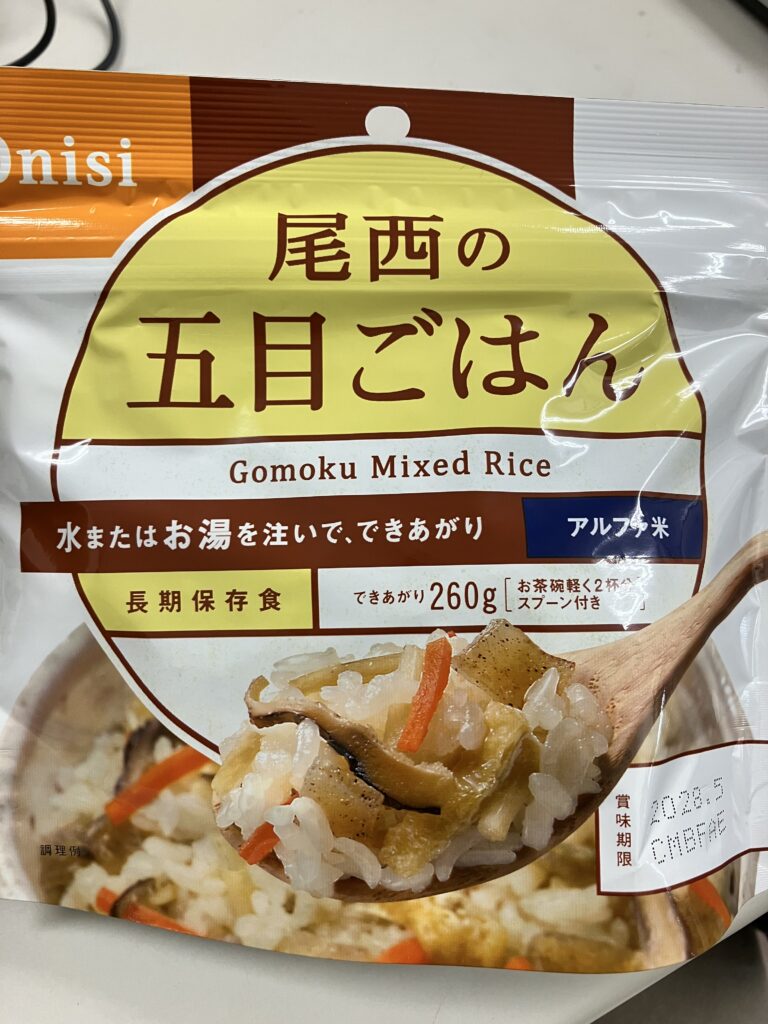 Onisi
尾西の
五目ごはん
Gomoku Mixed Rice
水またはお湯を注いで、できあがり
アルファ米
長期保存食
できあがり260g
お茶碗軽く2杯分
スプーン付き
賞味期限
2028.5
CMBFAE
調理例